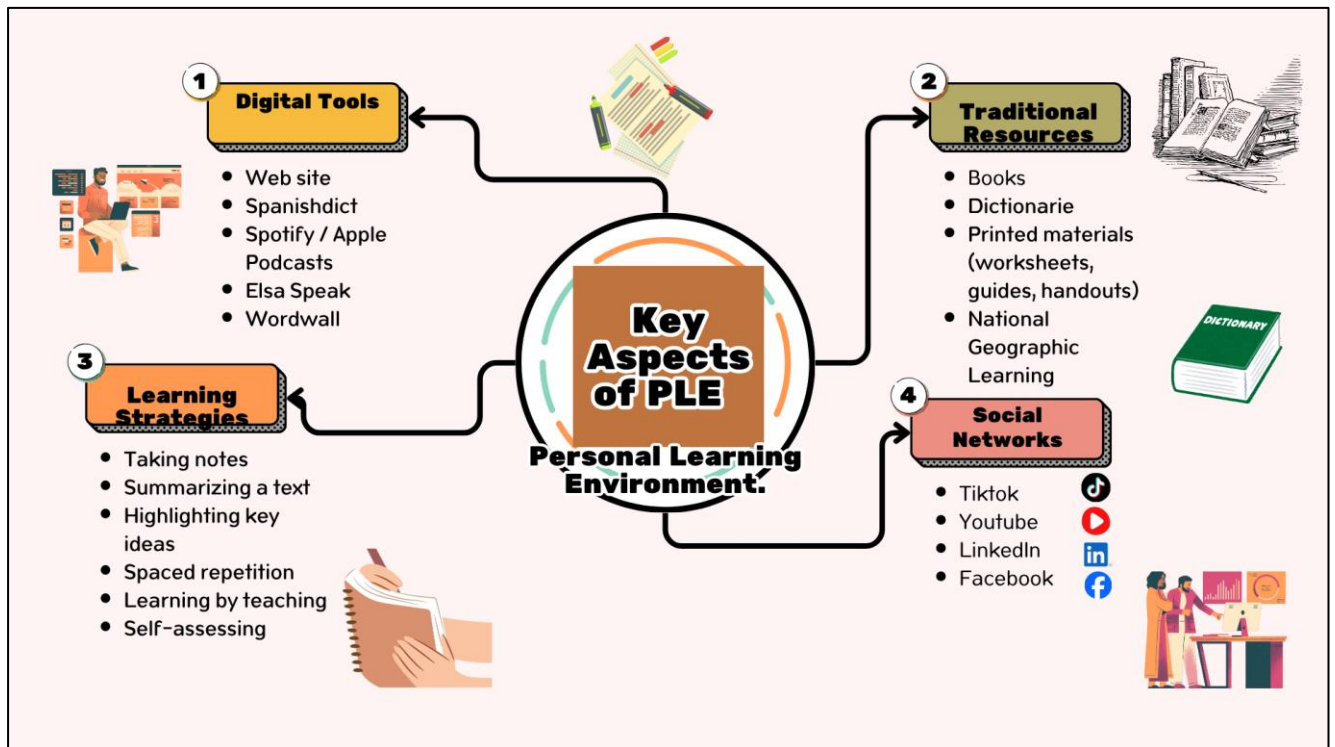 1
Digital Tools
Web site
Spanishdict
Spotify / Apple
Podcasts
Elsa Speak
Wordwall
2
Traditional
Resources
Books
Dictionarie
Printed materials
(worksheets,
guides, handouts)
National
Geographic
Learning
DICTIONARY
Key
Aspects
of PLE
Personal Learning
Environment.
3
Learning
Strategies
Taking notes
Summarizing a text
Highlighting key
ideas
Spaced repetition
Learning by teaching
Self-assessing
4
Social
Networks
Tiktok
Youtube
LinkedIn
in
Facebook
f